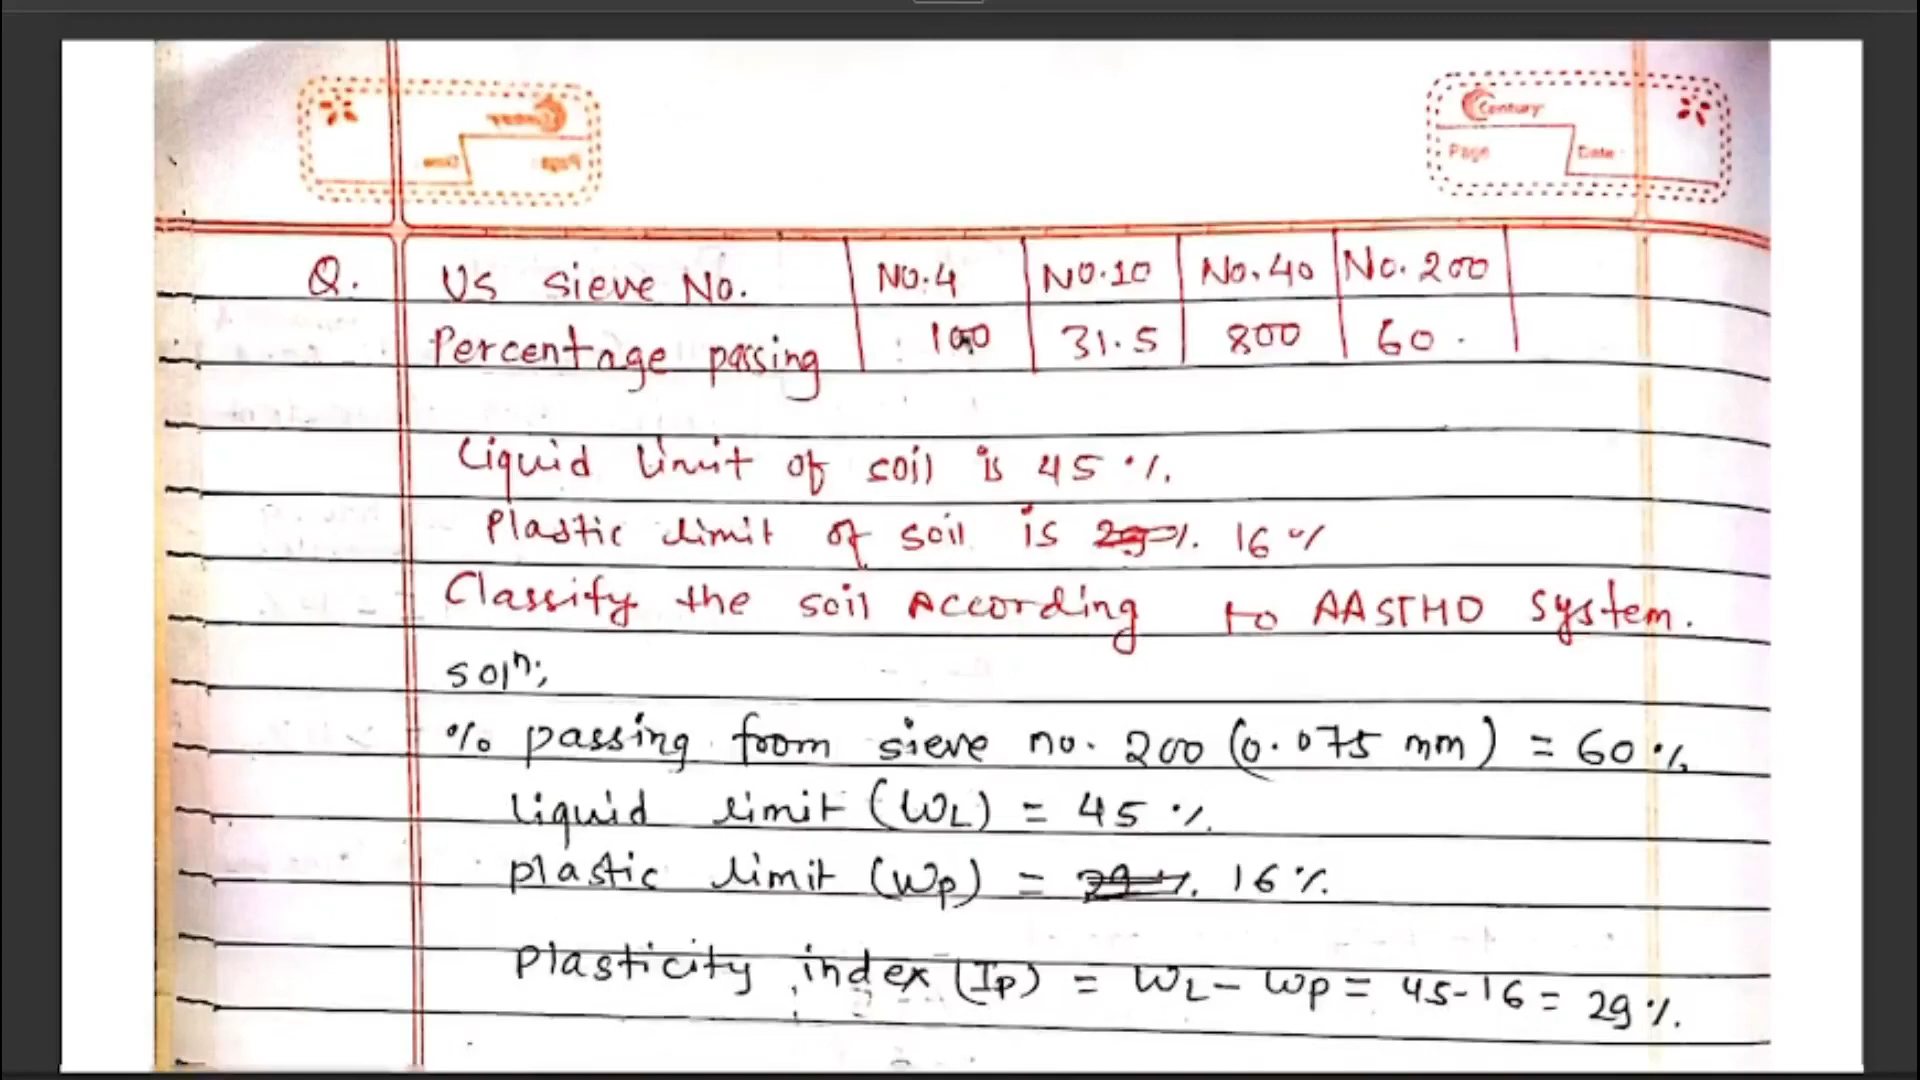 Century
Page Date
Q. US sieve No. NO.4 NO.10 No.40 No. 200
Percentage passing 100 31.5 800 60.
Liquid limit of soil is 45 %.
Plastic limit of soil is 29%. 16 %
Classify the soil According to AASTHO system.
soln;
% passing from sieve no. 200 (0.075 mm) = 60 %
liquid limit (WL) = 45 %.
plastic limit (Wp) = 29 %. 16 %.
Plasticity index (Ip) = WL - Wp = 45-16 = 29 %.